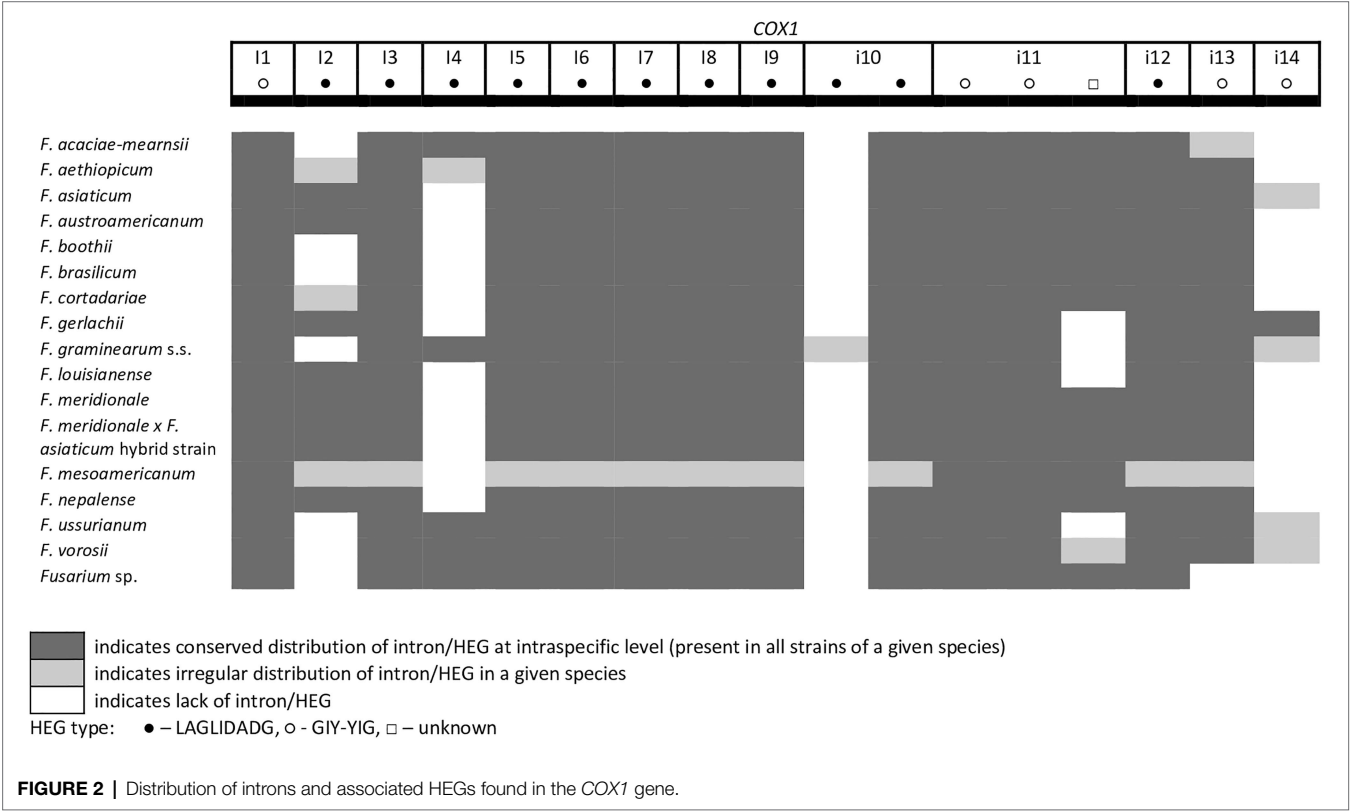 COX1
I1 I2 I3 I4 I5 I6 I7 I8 I9 i10 i11 i12 i13 i14
○ ● ● ● ● ● ● ● ● ● ● ○ ○ □ ● ○ ○
F. acaciae-mearnsii
F. aethiopicum
F. asiaticum
F. austroamericanum
F. boothii
F. brasilicum
F. cortadariae
F. gerlachii
F. graminearum s.s.
F. louisianense
F. meridionale
F. meridionale x F.
asiaticum hybrid strain
F. mesoamericanum
F. nepalense
F. ussurianum
F. vorosii
Fusarium sp.
indicates conserved distribution of intron/HEG at intraspecific level (present in all strains of a given species)
indicates irregular distribution of intron/HEG in a given species
indicates lack of intron/HEG
HEG type: ● – LAGLIDADG, ○ - GIY-YIG, □ – unknown
FIGURE 2 | Distribution of introns and associated HEGs found in the COX1 gene.